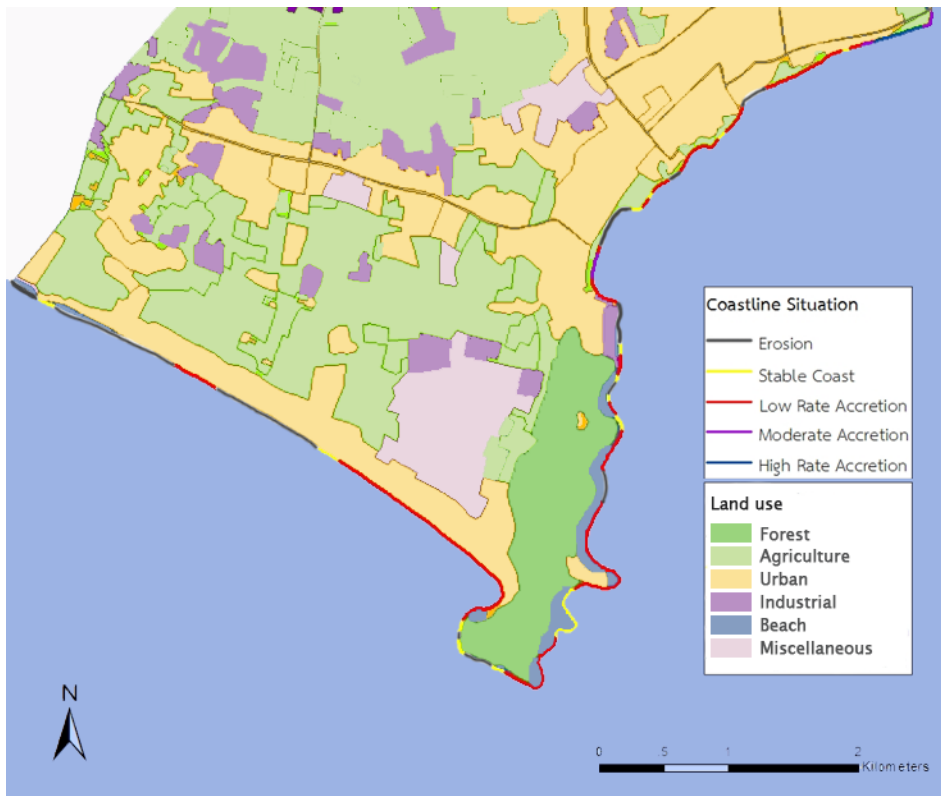 Coastline Situation
Erosion
Stable Coast
Low Rate Accretion
Moderate Accretion
High Rate Accretion
Land use
Forest
Agriculture
Urban
Industrial
Beach
Miscellaneous
N
0 5 1 2
Kilometers